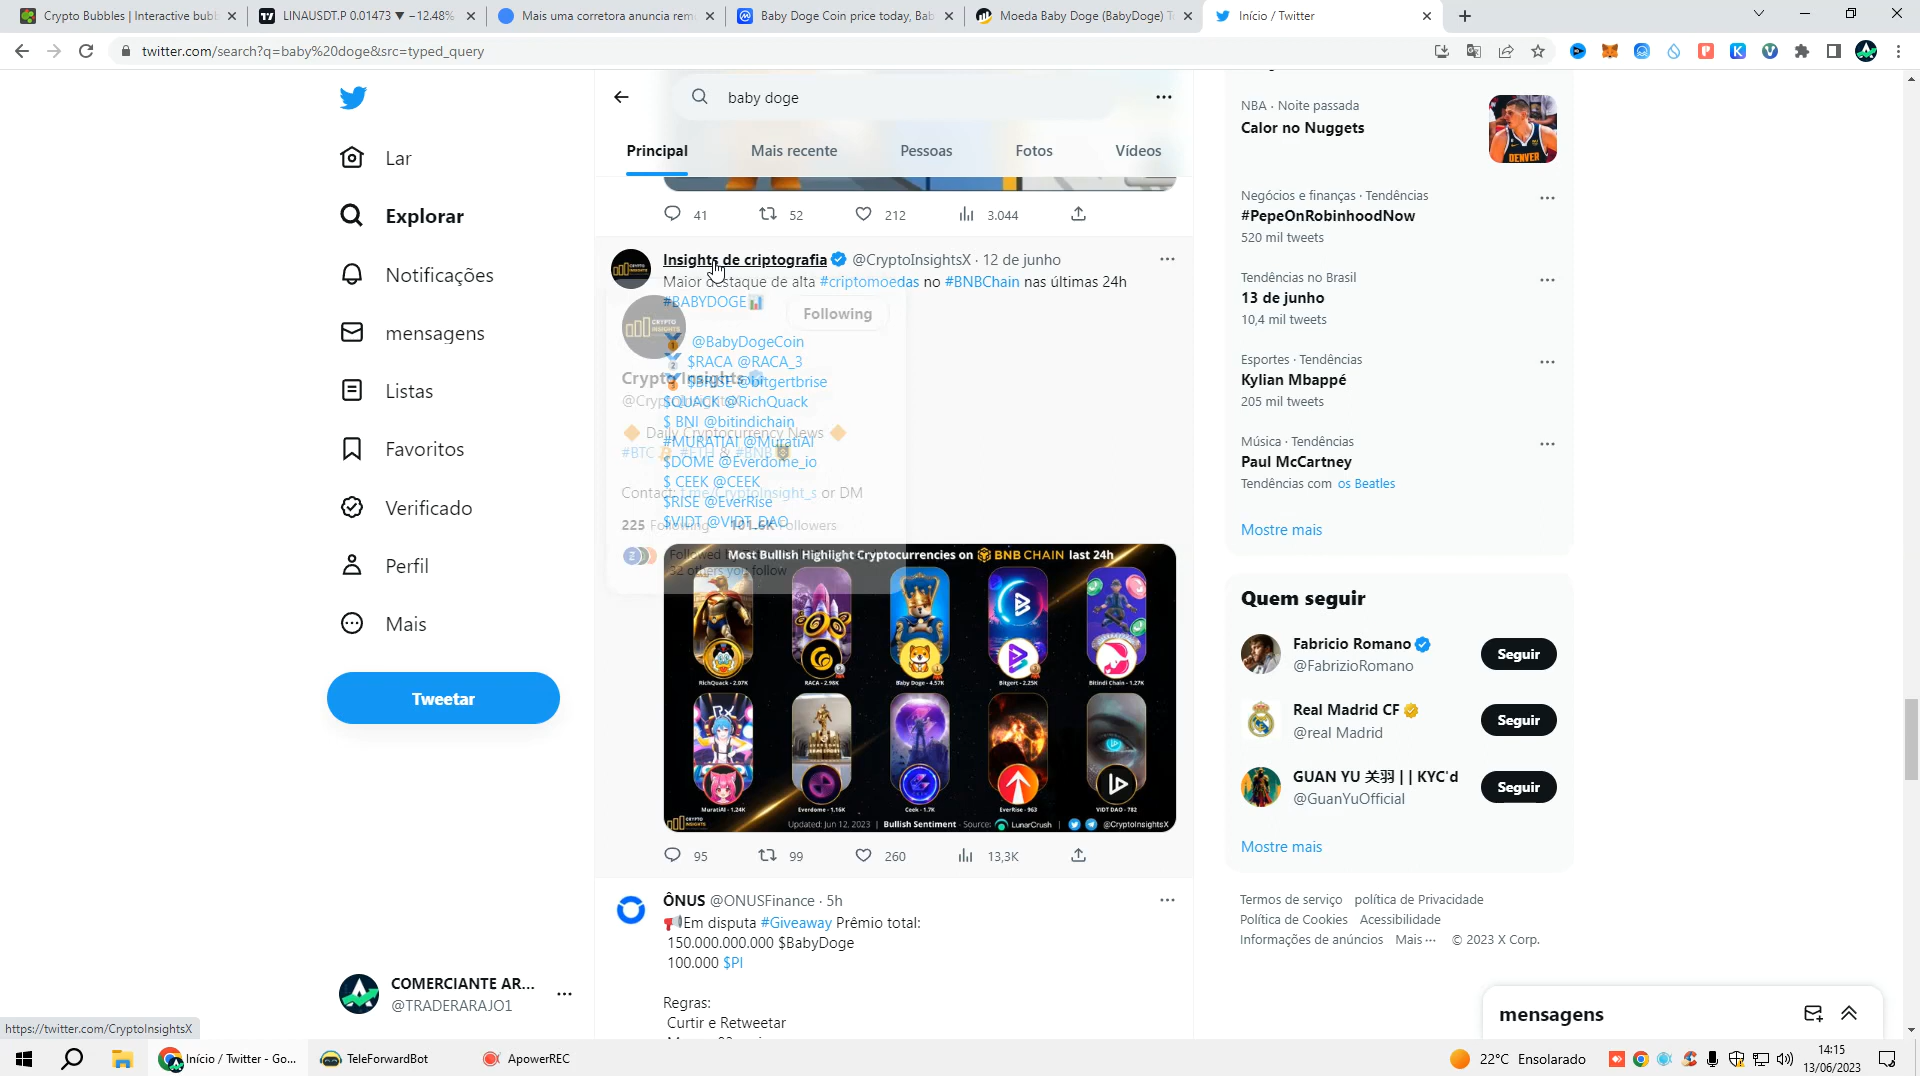 Crypto Bubbles | Interactive bubb
LINAUSDT.P 0.01473 ▼ −12.48%
Mais uma corretora anuncia rem
Baby Doge Coin price today, Bab
Moeda Baby Doge (BabyDoge) T
Início / Twitter
twitter.com/search?q=baby%20doge&src=typed_query
baby doge
Principal
Mais recente
Pessoas
Fotos
Vídeos
Lar
Explorar
Notificações
mensagens
Listas
Favoritos
Verificado
Perfil
Mais
Tweetar
COMERCIANTE AR...
@TRADERARAJO1
41 52 212 3.044
Insights de criptografia @CryptoInsightsX · 12 de junho
Maior destaque de alta #criptomoedas no #BNBChain nas últimas 24h
#BABYDOGE
@BabyDogeCoin
$RACA @RACA_3
$BRISE @bitgertbrise
$QUACK @RichQuack
$ BNI @bitindichain
#MURATIAI @MuratiAI
$DOME @Everdome_io
$ CEEK @CEEK
$RISE @EverRise
$VIDT @VIDT_DAO
Following
Crypto Insights
Daily Cryptocurrency News
#BTC #ETH & #BNB
Contact: t.me/CryptoInsight_s or DM
225 Following 101.6K Followers
Followed by
32 others you follow
Most Bullish Highlight Cryptocurrencies on BNB CHAIN last 24h
RichQuack - 2.07K
RACA - 2.98K
Baby Doge - 4.57K
Bitgert - 2.25K
Bitindi Chain - 1.27K
MuratiAI - 1.24K
Everdome - 1.16K
Ceek - 1.7K
EverRise - 963
VIDT DAO - 782
CRYPTO
INSIGHTS
Updated: Jun 12, 2023 | Bullish Sentiment - Source: LunarCrush | @CryptoInsightsX
95 99 260 13,3K
ÔNUS @ONUSFinance · 5h
Em disputa #Giveaway Prêmio total:
150.000.000.000 $BabyDoge
100.000 $PI
Regras:
Curtir e Retweetar
NBA · Noite passada
Calor no Nuggets
DENVER
Negócios e finanças · Tendências
#PepeOnRobinhoodNow
520 mil tweets
Tendências no Brasil
13 de junho
10,4 mil tweets
Esportes · Tendências
Kylian Mbappé
205 mil tweets
Música · Tendências
Paul McCartney
Tendências com os Beatles
Mostre mais
Quem seguir
Fabricio Romano
@FabrizioRomano
Seguir
Real Madrid CF
@real Madrid
Seguir
GUAN YU 关羽 | | KYC'd
@GuanYuOfficial
Seguir
Mostre mais
Termos de serviço política de Privacidade
Política de Cookies Acessibilidade
Informações de anúncios Mais ··· © 2023 X Corp.
mensagens
https://twitter.com/CryptoInsightsX
Início / Twitter - Go...
TeleForwardBot
ApowerREC
22°C Ensolarado
14:15
13/06/2023